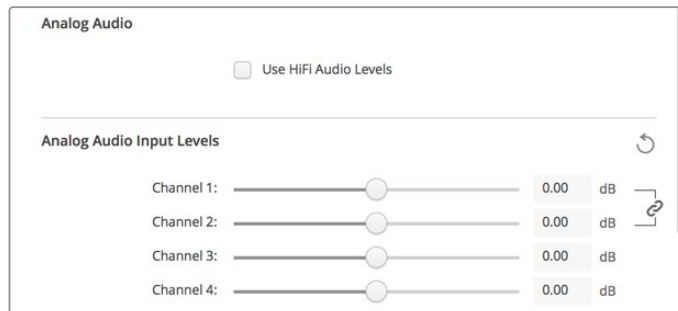 Analog Audio
Use HiFi Audio Levels
Analog Audio Input Levels
Channel 1: 0.00 dB
Channel 2: 0.00 dB
Channel 3: 0.00 dB
Channel 4: 0.00 dB